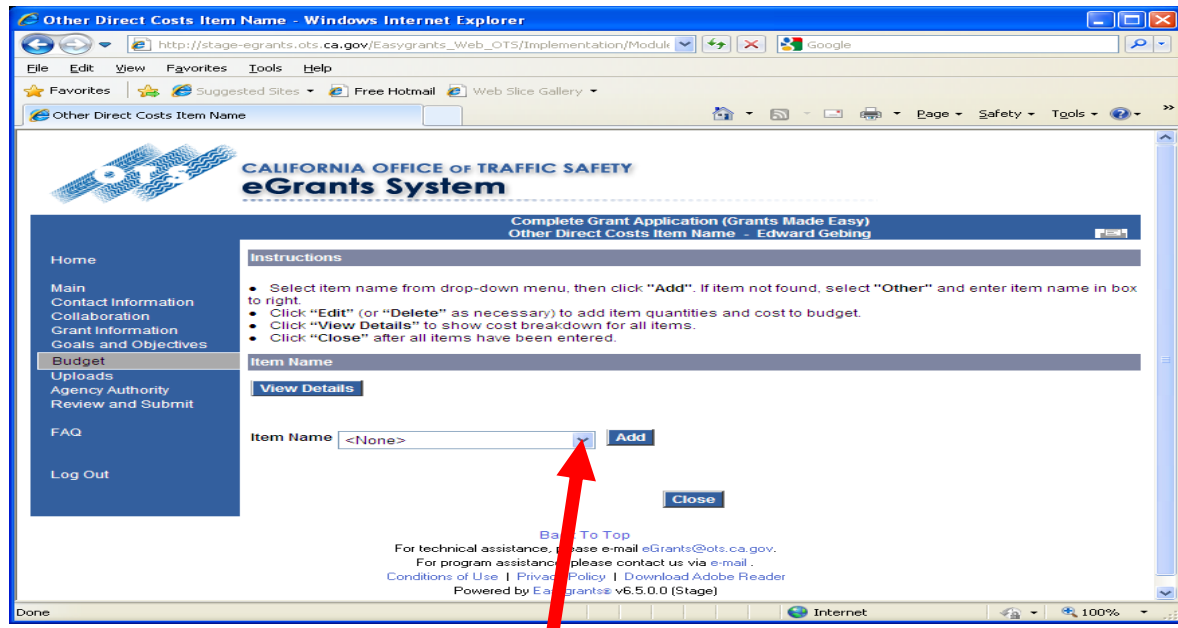 Other Direct Costs Item Name - Windows Internet Explorer
http://stage-egrants.ots.ca.gov/Easygrants_Web_OTS/Implementation/Module
Google
File Edit View Favorites Tools Help
Favorites Suggested Sites Free Hotmail Web Slice Gallery
Other Direct Costs Item Name
Page Safety Tools »
OTS
CALIFORNIA OFFICE OF TRAFFIC SAFETY
eGrants System
Complete Grant Application (Grants Made Easy)
Other Direct Costs Item Name - Edward Gebing
Home
Main
Contact Information
Collaboration
Grant Information
Goals and Objectives
Budget
Uploads
Agency Authority
Review and Submit
FAQ
Log Out
Instructions
• Select item name from drop-down menu, then click "Add". If item not found, select "Other" and enter item name in box
to right.
• Click "Edit" (or "Delete" as necessary) to add item quantities and cost to budget.
• Click "View Details" to show cost breakdown for all items.
• Click "Close" after all items have been entered.
Item Name
View Details
Item Name <None> Add
Close
To Top
For technical assistance, please e-mail eGrants@ots.ca.gov.
For program assistance please contact us via e-mail .
Conditions of Use | Privacy Policy | Download Adobe Reader
Powered by Easygrants® v6.5.0.0 (Stage)
Done Internet 100%